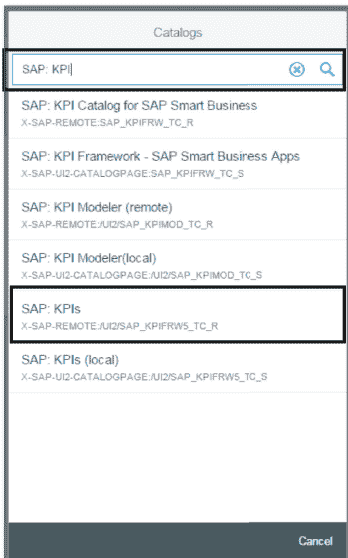 Catalogs
SAP: KPI
SAP: KPI Catalog for SAP Smart Business
X-SAP-REMOTE:SAP_KPIFRW_TC_R
SAP: KPI Framework - SAP Smart Business Apps
X-SAP-UI2-CATALOGPAGE:SAP_KPIFRW_TC_S
SAP: KPI Modeler (remote)
X-SAP-REMOTE:/UI2/SAP_KPIMOD_TC_R
SAP: KPI Modeler(local)
X-SAP-UI2-CATALOGPAGE:/UI2/SAP_KPIMOD_TC_S
SAP: KPIs
X-SAP-REMOTE:/UI2/SAP_KPIFRW5_TC_R
SAP: KPIs (local)
X-SAP-UI2-CATALOGPAGE:/UI2/SAP_KPIFRW5_TC_S
Cancel